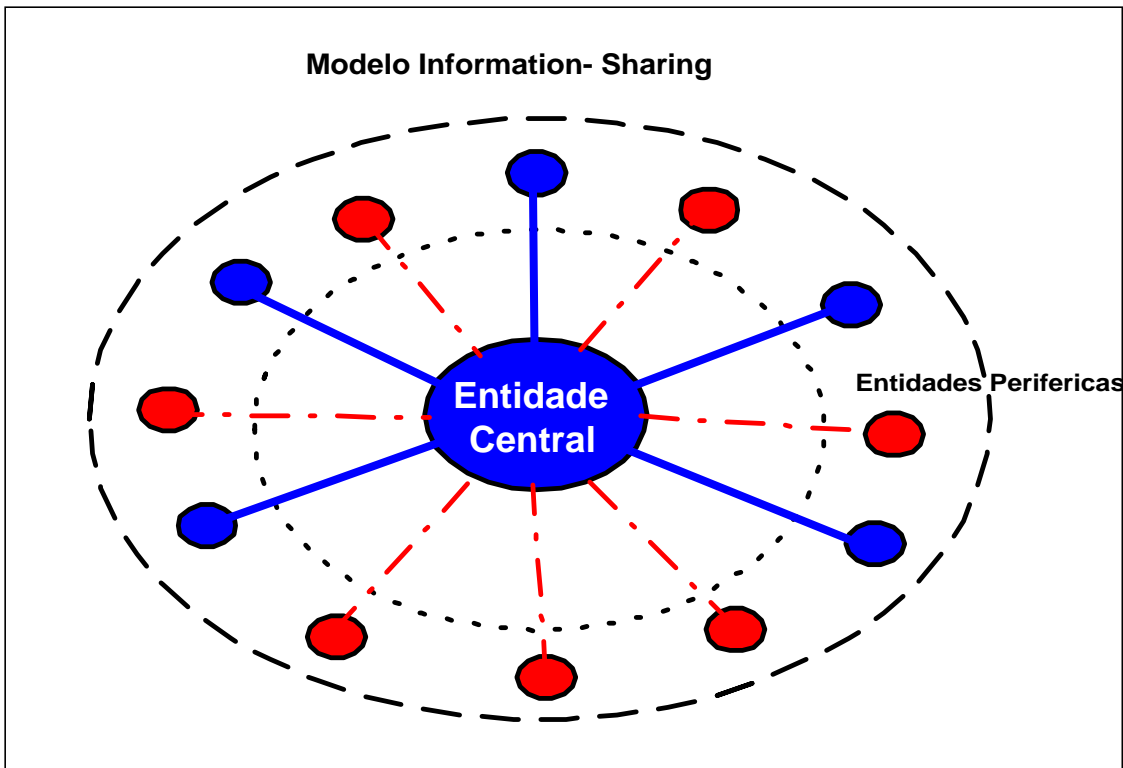 Modelo Information- Sharing
Entidades Perifericas
Entidade
Central